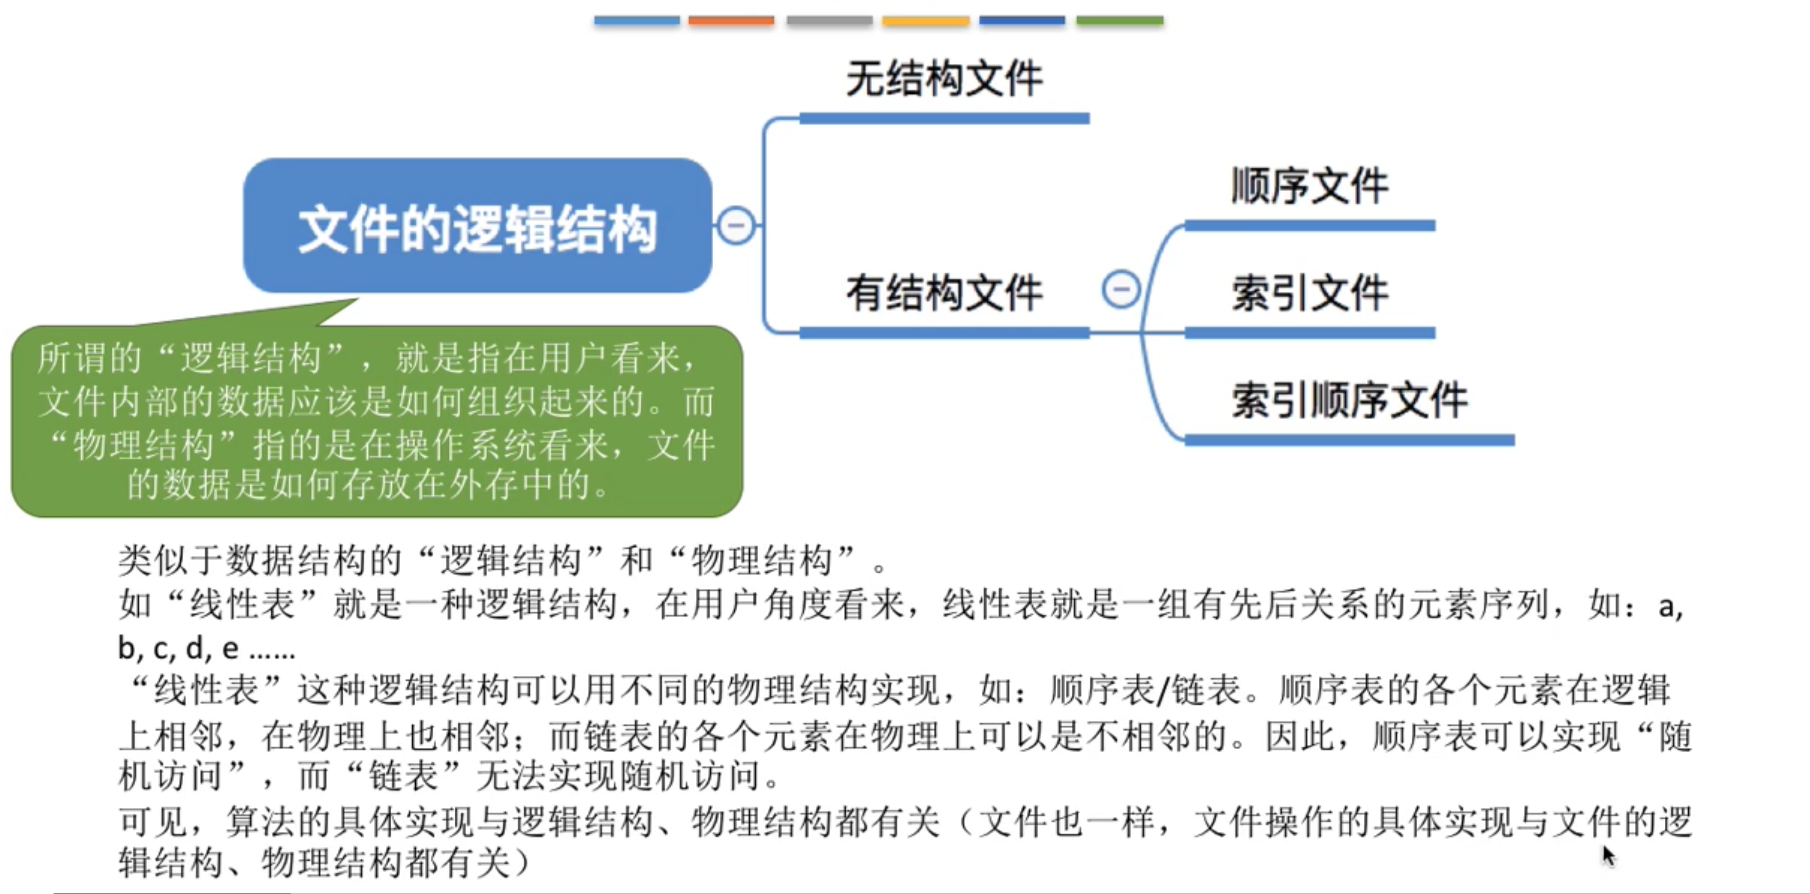 无结构文件
文件的逻辑结构
有结构文件
顺序文件
索引文件
索引顺序文件
所谓的“逻辑结构”，就是指在用户看来，
文件内部的数据应该是如何组织起来的。而
“物理结构”指的是在操作系统看来，文件
的数据是如何存放在外存中的。
类似于数据结构的“逻辑结构”和“物理结构”。
如“线性表”就是一种逻辑结构，在用户角度看来，线性表就是一组有先后关系的元素序列，如：a,
b, c, d, e ......
“线性表”这种逻辑结构可以用不同的物理结构实现，如：顺序表/链表。顺序表的各个元素在逻辑
上相邻，在物理上也相邻；而链表的各个元素在物理上可以是不相邻的。因此，顺序表可以实现“随
机访问”，而“链表”无法实现随机访问。
可见，算法的具体实现与逻辑结构、物理结构都有关（文件也一样，文件操作的具体实现与文件的逻
辑结构、物理结构都有关）